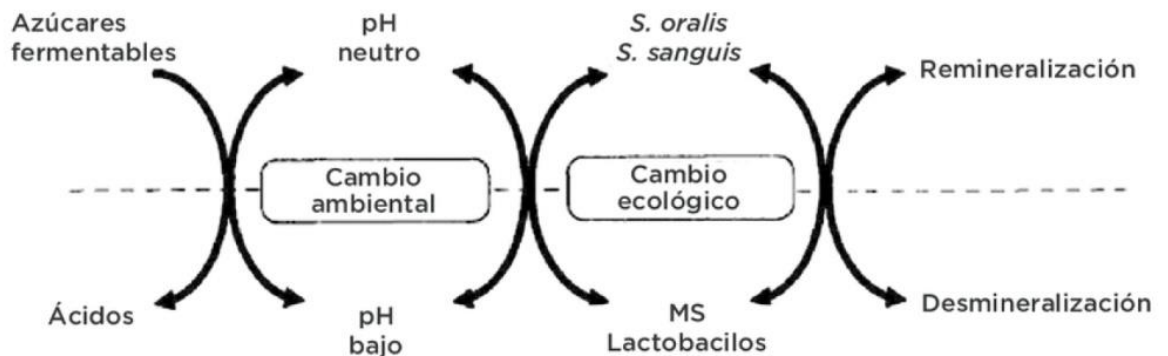 Azúcares
fermentables
pH
neutro
S. oralis
S. sanguis
Remineralización
Cambio
ambiental
Cambio
ecológico
Ácidos
pH
bajo
MS
Lactobacilos
Desmineralización